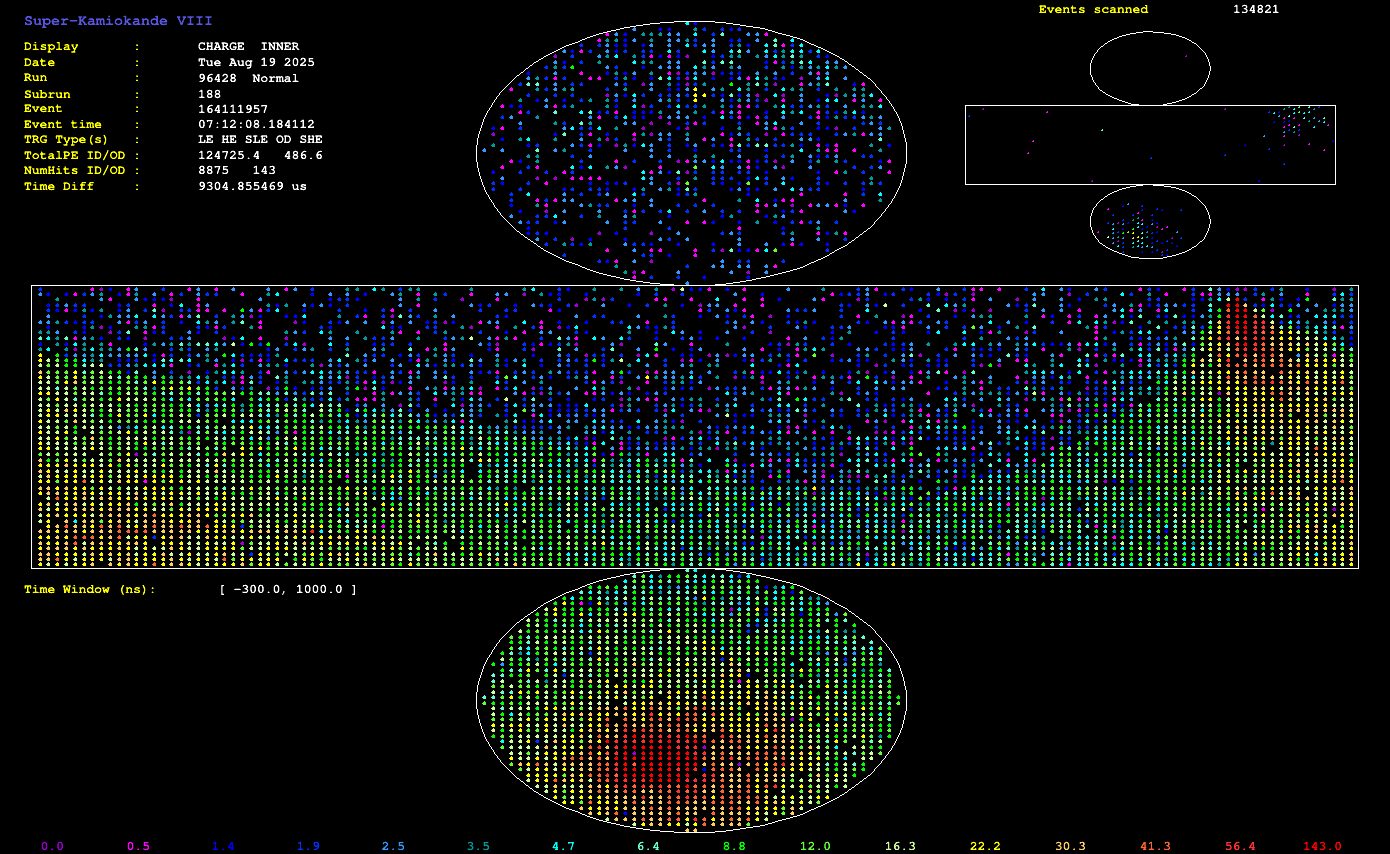 Super-Kamiokande VIII
Events scanned 134821
Display : CHARGE INNER
Date : Tue Aug 19 2025
Run : 96428 Normal
Subrun : 188
Event : 164111957
Event time : 07:12:08.184112
TRG Type(s) : LE HE SLE OD SHE
TotalPE ID/OD : 124725.4 486.6
NumHits ID/OD : 8875 143
Time Diff : 9304.855469 us
Time Window (ns): [ -300.0, 1000.0 ]
0.0 0.5 1.4 1.9 2.5 3.5 4.7 6.4 8.8 12.0 16.3 22.2 30.3 41.3 56.4 143.0